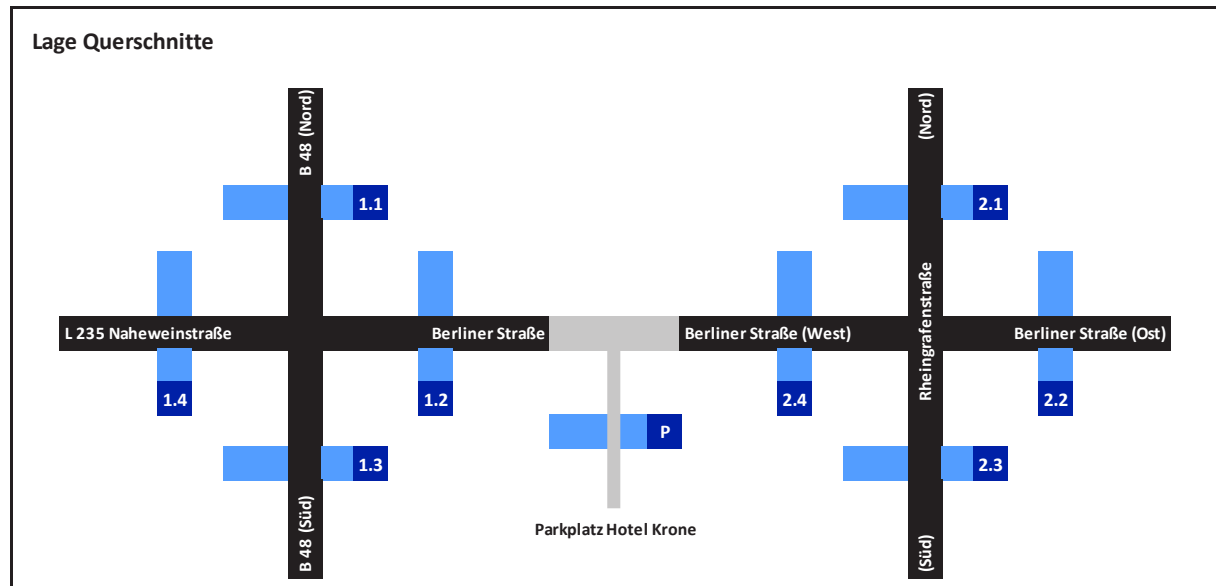 Lage Querschnitte
B 48 (Nord)
(Nord)
1.1
2.1
L 235 Naheweinstraße
Berliner Straße
Berliner Straße (West)
Rheingrafenstraße
Berliner Straße (Ost)
1.4
1.2
P
2.4
2.2
1.3
2.3
B 48 (Süd)
Parkplatz Hotel Krone
(Süd)